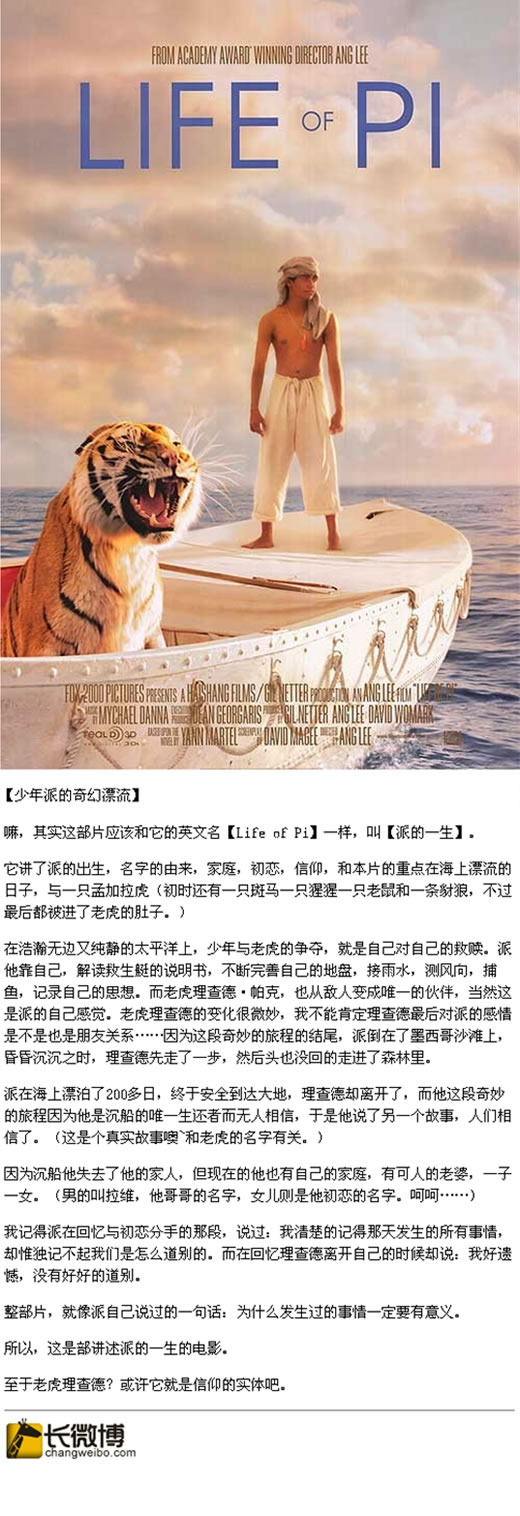 FROM ACADEMY AWARD WINNING DIRECTOR ANG LEE
LIFE OF PI
FOX 2000 PICTURES PRESENTS A HAISHANG FILMS/GIL NETTER PRODUCTION AN ANG LEE FILM "LIFE OF PI"
MUSIC BY MYCHAEL DANNA EXECUTIVE PRODUCER DEAN GEORGARIS PRODUCED BY GIL NETTER ANG LEE DAVID WOMARK
REAL D 3D BASED UPON THE NOVEL BY YANN MARTEL SCREENPLAY BY DAVID MAGEE DIRECTED BY ANG LEE
【少年派的奇幻漂流】
嘛，其实这部片应该和它的英文名【Life of Pi】一样，叫【派的一生】。
它讲了派的出生，名字的由来，家庭，初恋，信仰，和本片的重点在海上漂流的
日子，与一只孟加拉虎（初时还有一只斑马一只猩猩一只老鼠和一条豺狼，不过
最后都被进了老虎的肚子。）
在浩瀚无边又纯静的太平洋上，少年与老虎的争夺，就是自己对自己的救赎。派
他靠自己，解读救生艇的说明书，不断完善自己的地盘，接雨水，测风向，捕
鱼，记录自己的思想。而老虎理查德·帕克，也从敌人变成唯一的伙伴，当然这
是派的自己感觉。老虎理查德的变化很微妙，我不能肯定理查德最后对派的感情
是不是也是朋友关系……因为这段奇妙的旅程的结尾，派倒在了墨西哥沙滩上，
昏昏沉沉之时，理查德先走了一步，然后头也没回的走进了森林里。
派在海上漂泊了200多日，终于安全到达大地，理查德却离开了，而他这段奇妙
的旅程因为他是沉船的唯一生还者而无人相信，于是他说了另一个故事，人们相
信了。（这是个真实故事噢~和老虎的名字有关。）
因为沉船他失去了他的家人，但现在的他也有自己的家庭，有可人的老婆，一子
一女。（男的叫拉维，他哥哥的名字，女儿则是他初恋的名字。呵呵……）
我记得派在回忆与初恋分手的那段，说过：我清楚的记得那天发生的所有事情，
却惟独记不起我们是怎么道别的。而在回忆理查德离开自己的时候却说：我好遗
憾，没有好好的道别。
整部片，就像派自己说过的一句话：为什么发生过的事情一定要有意义。
所以，这是部讲述派的一生的电影。
至于老虎理查德？或许它就是信仰的实体吧。
长微博
changweibo.com